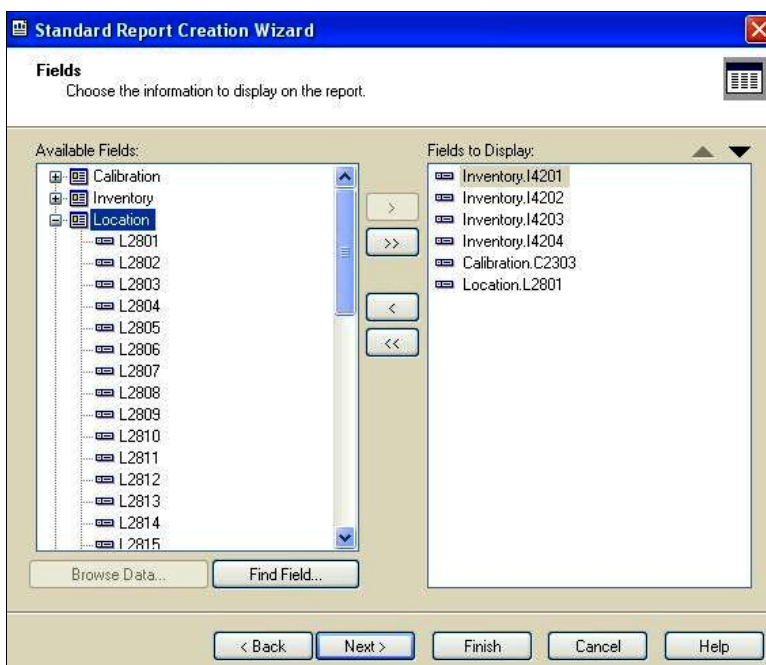 Standard Report Creation Wizard
Fields
Choose the information to display on the report.
Available Fields:
Calibration
Inventory
Location
L2801
L2802
L2803
L2804
L2805
L2806
L2807
L2808
L2809
L2810
L2811
L2812
L2813
L2814
L2815
>
>>
<
<<
Fields to Display:
Inventory.I4201
Inventory.I4202
Inventory.I4203
Inventory.I4204
Calibration.C2303
Location.L2801
Browse Data...
Find Field...
< Back
Next >
Finish
Cancel
Help